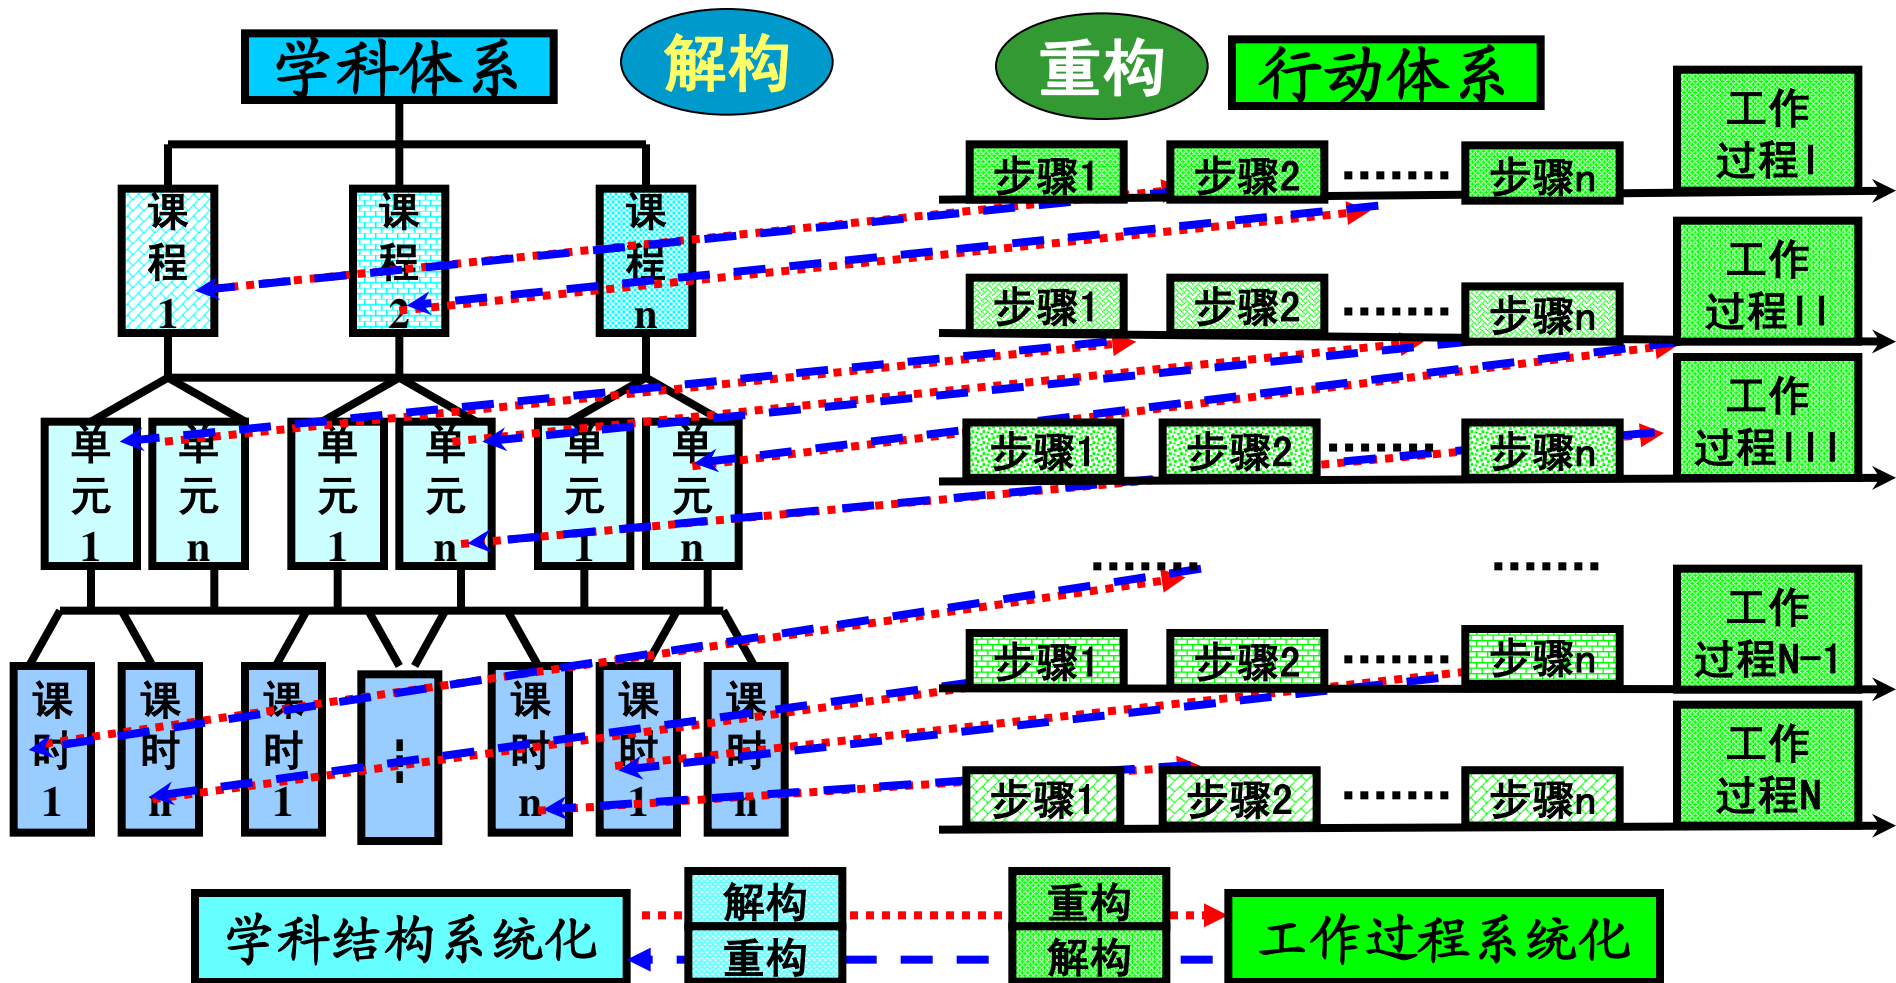 学科体系
解构
重构
行动体系
工作
过程I
步骤1
步骤2
········
步骤n
课
程
1
课
程
2
课
程
n
工作
过程II
步骤1
步骤2
········
步骤n
工作
过程III
步骤1
步骤2
········
步骤n
单
元
1
单
元
n
单
元
1
单
元
n
单
元
1
单
元
n
········
········
工作
过程N-1
步骤1
步骤2
········
步骤n
课
时
1
课
时
n
课
时
1
⋮
课
时
n
课
时
1
课
时
n
工作
过程N
步骤1
步骤2
········
步骤n
学科结构系统化
解构
重构
重构
解构
工作过程系统化